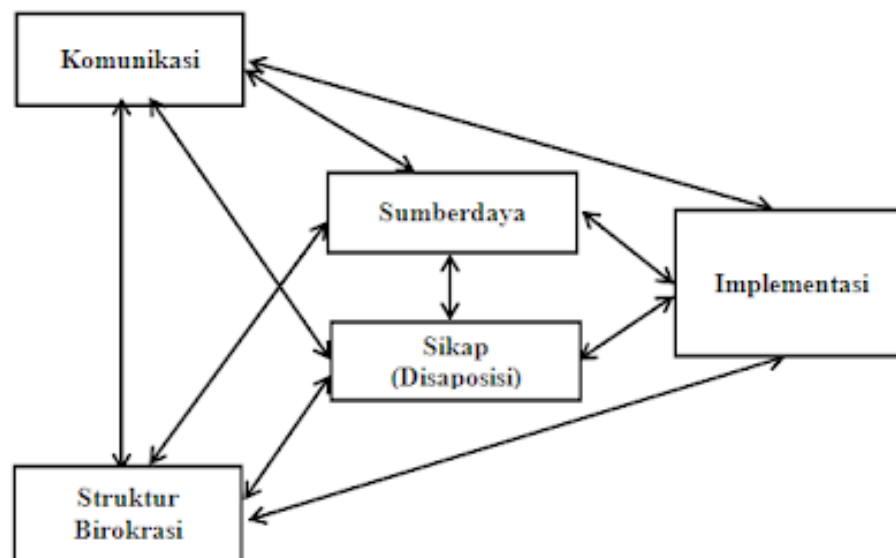 Komunikasi
Sumberdaya
Implementasi
Sikap
(Disaposisi)
Struktur
Birokrasi